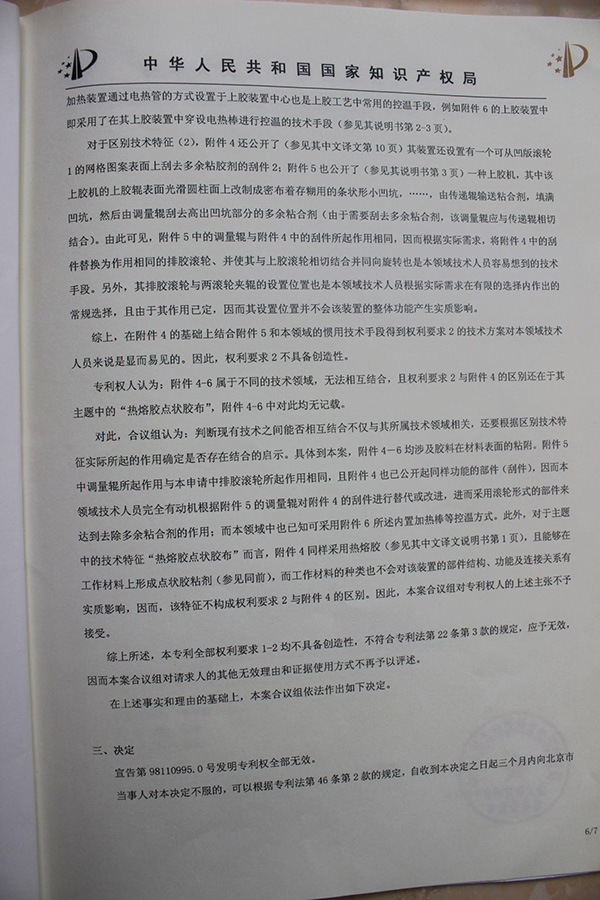 中华人民共和国国家知识产权局
加热装置通过电热管的方式设置于上胶装置中心也是上胶工艺中常用的控温手段，例如附件 6 的上胶装置中
即采用了在其上胶装置中穿设电热棒进行控温的技术手段（参见其说明书第 2-3 页）。
对于区别技术特征（2），附件 4 还公开了（参见其中文译文第 10 页）其装置还设置有一个可从凹版滚轮
1 的网格图案表面上刮去多余粘胶剂的刮件 2；附件 5 也公开了（参见其说明书第 3 页）一种上胶机，其中该
上胶机的上胶辊表面光滑圆柱面上改制成密布着存糊用的条状形小凹坑，……，由传递辊输送粘合剂，填满
凹坑，然后由调量辊刮去高出凹坑部分的多余粘合剂（由于需要刮去多余粘合剂，该调量辊应与传递辊相切
结合）。由此可见，附件 5 中的调量辊与附件 4 中的刮件所起作用相同，因而根据实际需求，将附件 4 中的刮
件替换为作用相同的排胶滚轮、并使其与上胶滚轮相切结合并同向旋转也是本领域技术人员容易想到的技术
手段。另外，其排胶滚轮与两滚轮夹辊的设置位置也是本领域技术人员根据实际需求在有限的选择内作出的
常规选择，且由于其作用已定，因而其设置位置并不会该装置的整体功能产生实质影响。
综上，在附件 4 的基础上结合附件 5 和本领域的惯用技术手段得到权利要求 2 的技术方案对本领域技术
人员来说是显而易见的。因此，权利要求 2 不具备创造性。
专利权人认为：附件 4-6 属于不同的技术领域，无法相互结合，且权利要求 2 与附件 4 的区别还在于其
主题中的“热熔胶点状胶布”，附件 4-6 中对此均无记载。
对此，合议组认为：判断现有技术之间能否相互结合不仅与其所属技术领域相关，还要根据区别技术特
征实际所起的作用确定是否存在结合的启示。具体到本案，附件 4－6 均涉及胶料在材料表面的粘附。附件 5
中调量辊所起作用与本申请中排胶滚轮所起作用相同，且附件 4 也已公开起同样功能的部件（刮件），因而本
领域技术人员完全有动机根据附件 5 的调量辊对附件 4 的刮件进行替代或改进，进而采用滚轮形式的部件来
达到去除多余粘合剂的作用；而本领域中也已知可采用附件 6 所述内置加热棒等控温方式。此外，对于主题
中的技术特征“热熔胶点状胶布”而言，附件 4 同样采用热熔胶（参见其中文译文说明书第 1 页），且能够在
工作材料上形成点状胶粘剂（参见同前），而工作材料的种类也不会对该装置的部件结构、功能及连接关系有
实质影响，因而，该特征不构成权利要求 2 与附件 4 的区别。因此，本案合议组对专利权人的上述主张不予
接受。
综上所述，本专利全部权利要求 1-2 均不具备创造性，不符合专利法第 22 条第 3 款的规定，应予无效，
因而本案合议组对请求人的其他无效理由和证据使用方式不再予以评述。
在上述事实和理由的基础上，本案合议组依法作出如下决定。
三、决定
宣告第 98110995.0 号发明专利权全部无效。
当事人对本决定不服的，可以根据专利法第 46 条第 2 款的规定，自收到本决定之日起三个月内向北京市
6/7